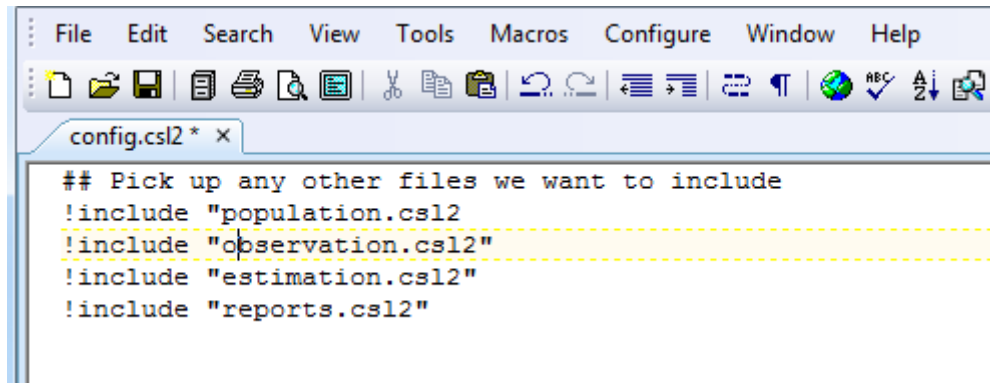 File Edit Search View Tools Macros Configure Window Help
ABC A Z
config.csl2 * ×
## Pick up any other files we want to include
!include "population.csl2
!include "observation.csl2"
!include "estimation.csl2"
!include "reports.csl2"